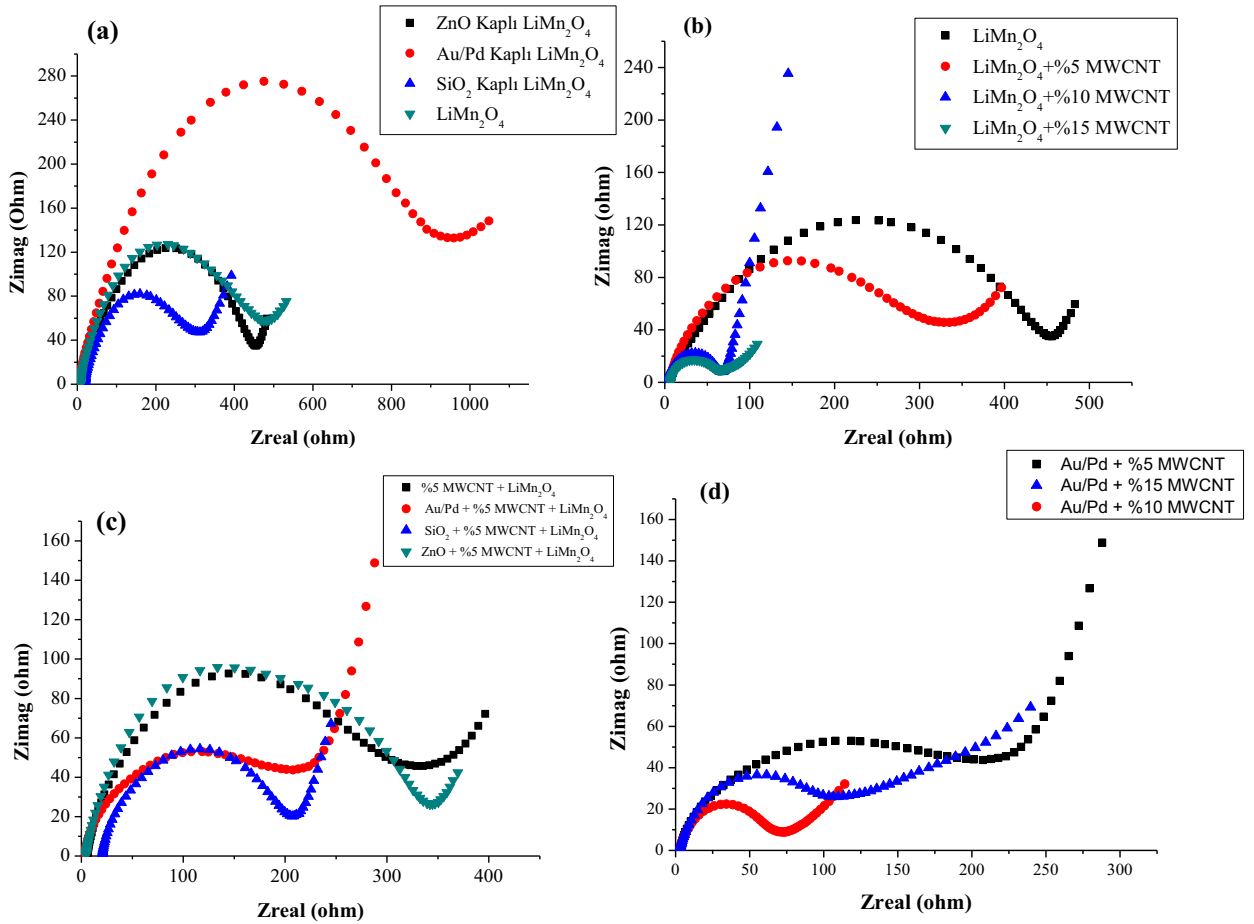 (a)
ZnO Kaplı LiMn2O4
Au/Pd Kaplı LiMn2O4
SiO2 Kaplı LiMn2O4
LiMn2O4
280
240
200
160
120
80
40
0
Zimag (Ohm)
0 200 400 600 800 1000
Zreal (ohm)
(b)
LiMn2O4
LiMn2O4+%5 MWCNT
LiMn2O4+%10 MWCNT
LiMn2O4+%15 MWCNT
240
200
160
120
80
40
0
Zimag (ohm)
0 100 200 300 400 500
Zreal (ohm)
(c)
%5 MWCNT + LiMn2O4
Au/Pd + %5 MWCNT + LiMn2O4
SiO2 + %5 MWCNT + LiMn2O4
ZnO + %5 MWCNT + LiMn2O4
160
140
120
100
80
60
40
20
0
Zimag (ohm)
0 100 200 300 400
Zreal (ohm)
(d)
Au/Pd + %5 MWCNT
Au/Pd + %15 MWCNT
Au/Pd + %10 MWCNT
160
140
120
100
80
60
40
20
0
Zimag (ohm)
0 50 100 150 200 250 300
Zreal (ohm)